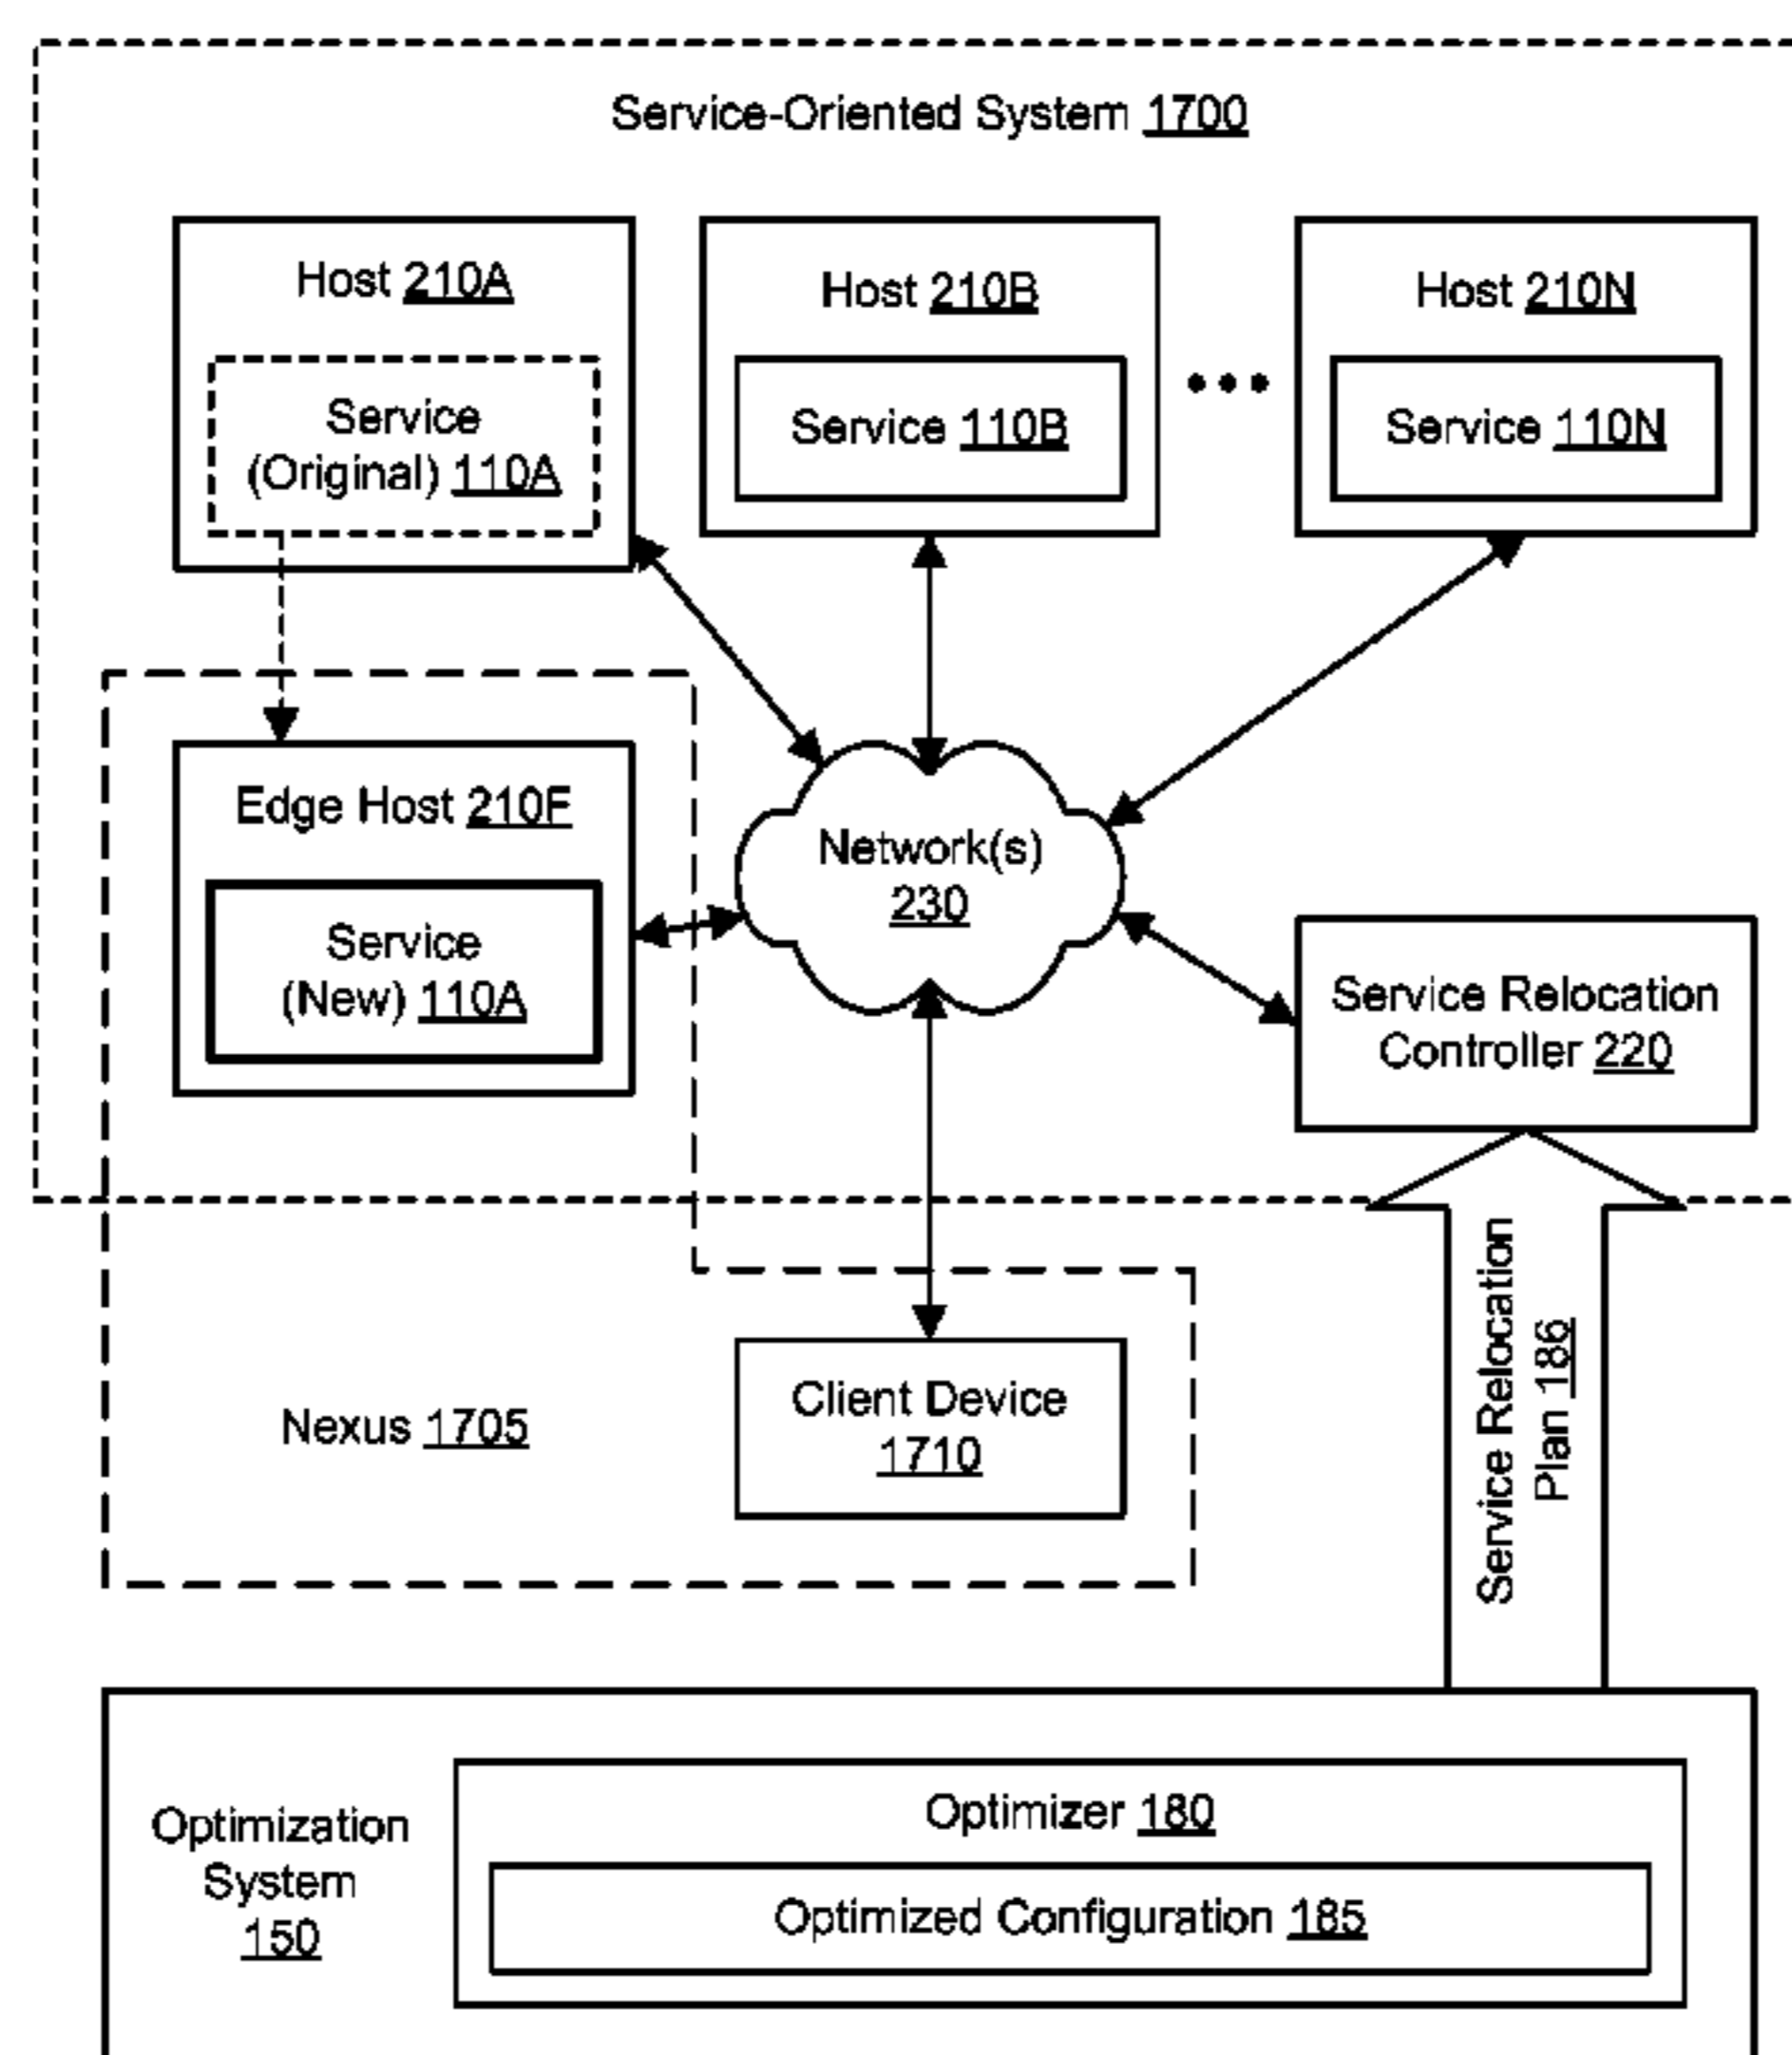 Service-Oriented System 1700
Host 210A
Service
(Original) 110A
Host 210B
Service 110B
Host 210N
Service 110N
Edge Host 210F
Service
(New) 110A
Network(s)
230
Service Relocation
Controller 220
Nexus 1705
Client Device
1710
Service Relocation
Plan 186
Optimization
System
150
Optimizer 180
Optimized Configuration 185